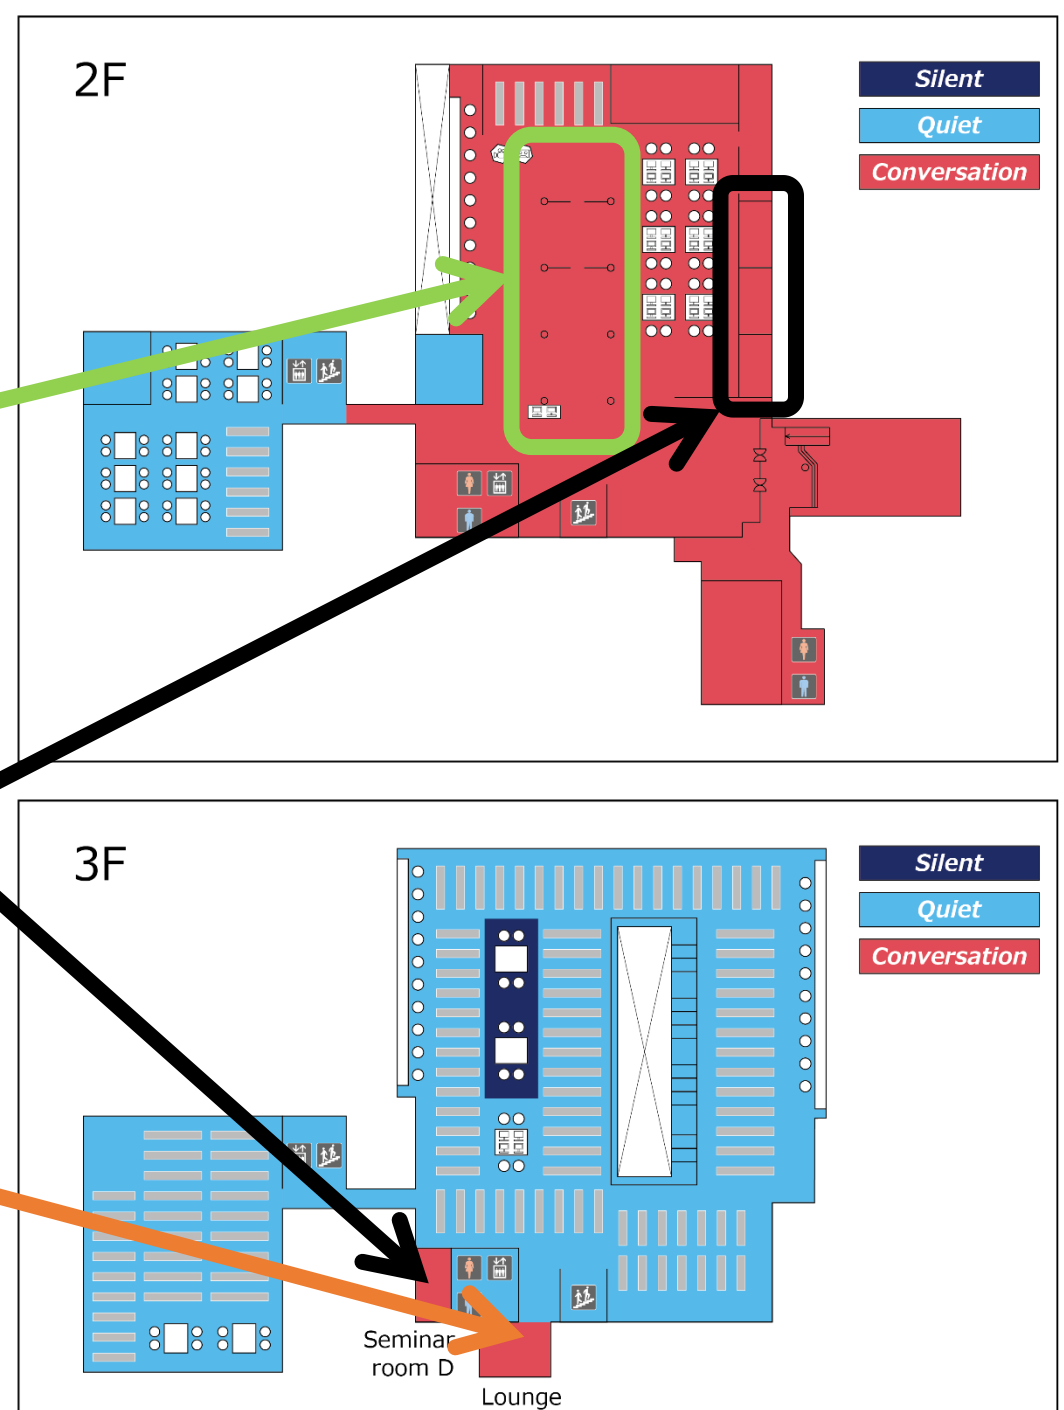 2F
Silent
Quiet
Conversation
3F
Silent
Quiet
Conversation
Seminar
room D
Lounge